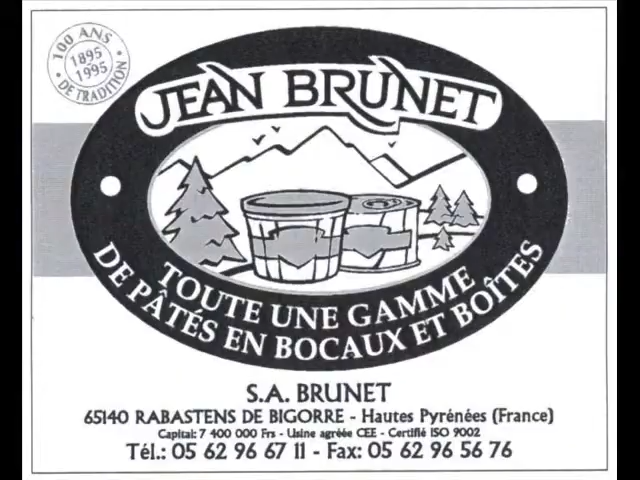 100 ANS
1895
1995
• DE TRADITION •
JEAN BRUNET
TOUTE UNE GAMME
DE PÂTÉS EN BOCAUX ET BOÎTES
S.A. BRUNET
65140 RABASTENS DE BIGORRE - Hautes Pyrénées (France)
Capital: 7 400 000 Frs - Usine agréée CEE - Certifié ISO 9002
Tél.: 05 62 96 67 11 - Fax: 05 62 96 56 76